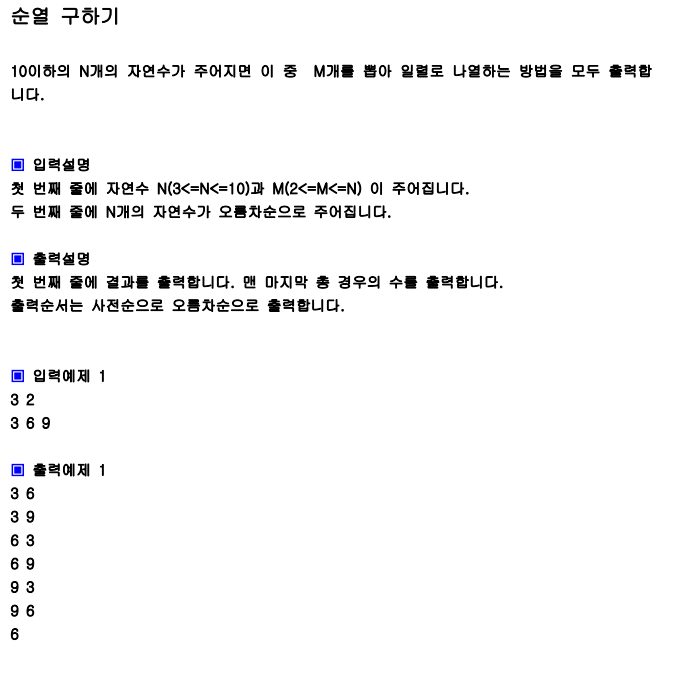 순열 구하기
10이하의 N개의 자연수가 주어지면 이 중 M개를 뽑아 일렬로 나열하는 방법을 모두 출력합
니다.
▣ 입력설명
첫 번째 줄에 자연수 N(3<=N<=10)과 M(2<=M<=N) 이 주어집니다.
두 번째 줄에 N개의 자연수가 오름차순으로 주어집니다.
▣ 출력설명
첫 번째 줄에 결과를 출력합니다. 맨 마지막 총 경우의 수를 출력합니다.
출력순서는 사전순으로 오름차순으로 출력합니다.
▣ 입력예제 1
3 2
3 6 9
▣ 출력예제 1
3 6
3 9
6 3
6 9
9 3
9 6
6